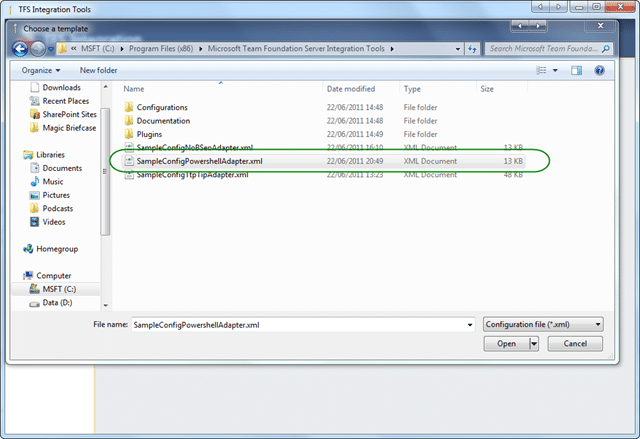 TFS Integration Tools
Choose a template
« MSFT (C:) ▸ Program Files (x86) ▸ Microsoft Team Foundation Server Integration Tools ▸
Search Microsoft Team Founda...
Organize New folder
Name Date modified Type Size
Downloads
Recent Places
SharePoint Sites
Magic Briefcase
Libraries
Documents
Music
Pictures
Podcasts
Videos
Homegroup
Computer
MSFT (C:)
Data (D:)
Configurations 22/06/2011 14:48 File folder
Documentation 22/06/2011 14:48 File folder
Plugins 22/06/2011 14:49 File folder
SampleConfigNoBSeoAdapter.xml 22/06/2011 16:10 XML Document 13 KB
SampleConfigPowershellAdapter.xml 22/06/2011 20:49 XML Document 13 KB
SampleConfigTfpTipAdapter.xml 22/06/2011 13:23 XML Document 48 KB
File name: SampleConfigPowershellAdapter.xml Configuration file (*.xml)
Open Cancel